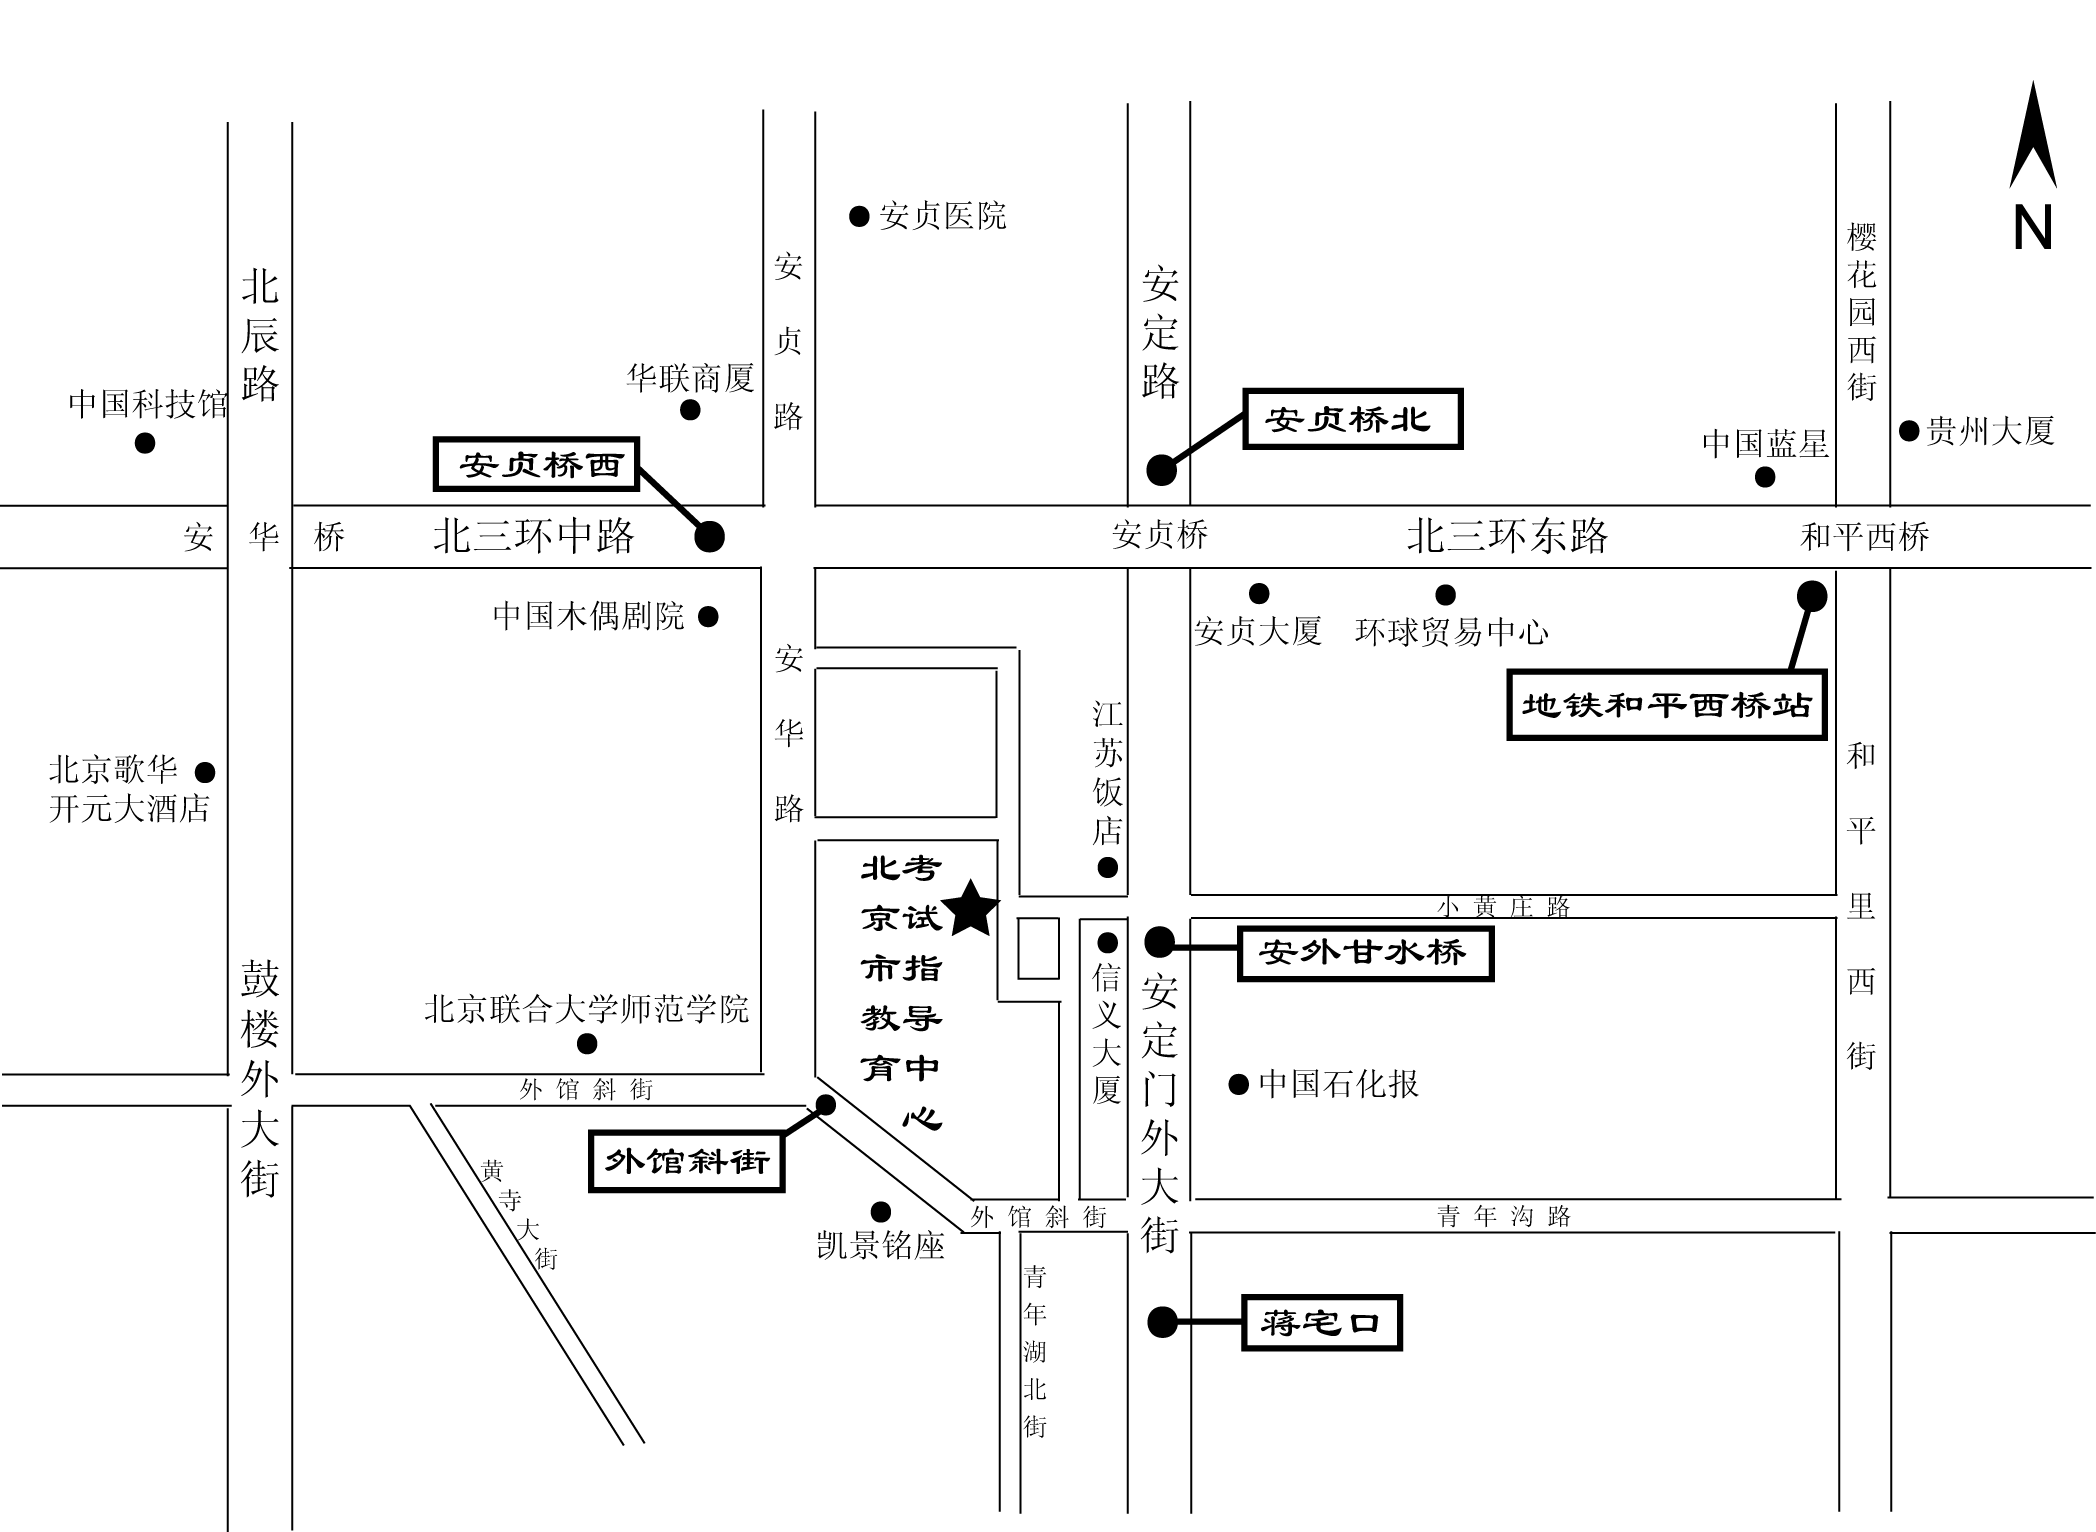 N
安贞医院
北辰路
安贞路
安定路
樱花园西街
中国科技馆
华联商厦
安贞桥北
中国蓝星
贵州大厦
安贞桥西
安华桥
北三环中路
安贞桥
北三环东路
和平西桥
中国木偶剧院
安贞大厦
环球贸易中心
安华路
江苏饭店
地铁和平西桥站
和平里西街
北京歌华
开元大酒店
北京市教育
考试指导中心
小黄庄路
安外甘水桥
鼓楼外大街
北京联合大学师范学院
信义大厦
安定门外大街
中国石化报
外馆斜街
外馆斜街
黄寺大街
凯景铭座
外馆斜街
青年沟路
青年湖北街
蒋宅口